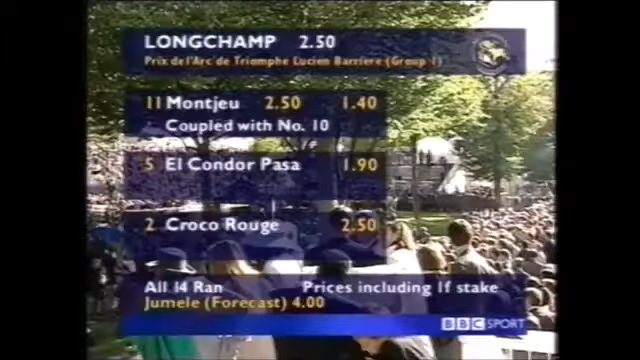 LONGCHAMP 2.50
Prix de l'Arc de Triomphe Lucien Barriere (Group 1)
11 Montjeu 2.50 1.40
Coupled with No. 10
5 El Condor Pasa 1.90
2 Croco Rouge 2.50
All 14 Ran Prices including 1f stake
Jumele (Forecast) 4.00
BBC SPORT